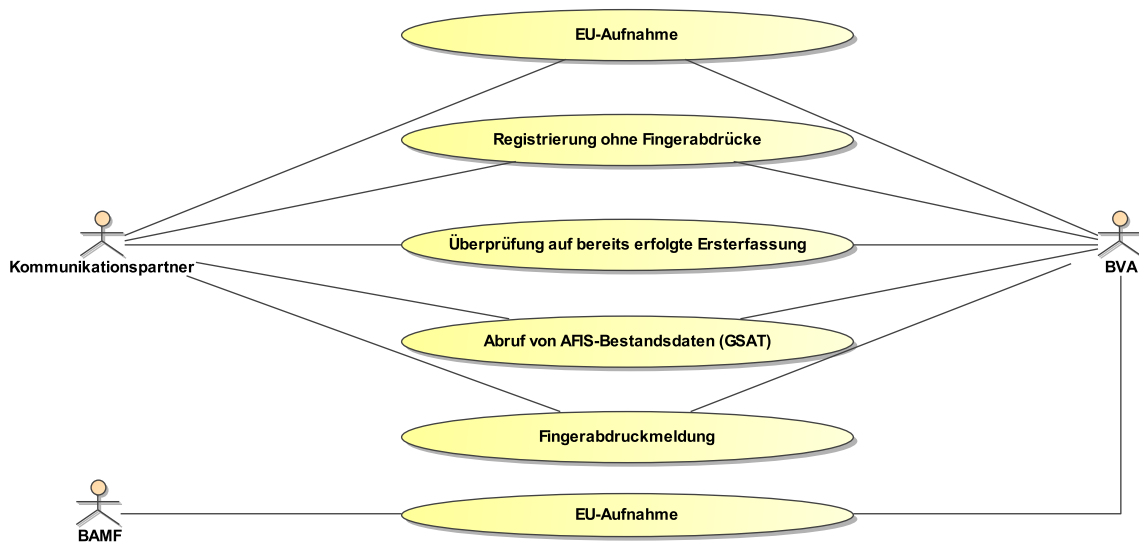 EU-Aufnahme
Registrierung ohne Fingerabdrücke
Überprüfung auf bereits erfolgte Ersterfassung
Kommunikationspartner
BVA
Abruf von AFIS-Bestandsdaten (GSAT)
Fingerabdruckmeldung
EU-Aufnahme
BAMF